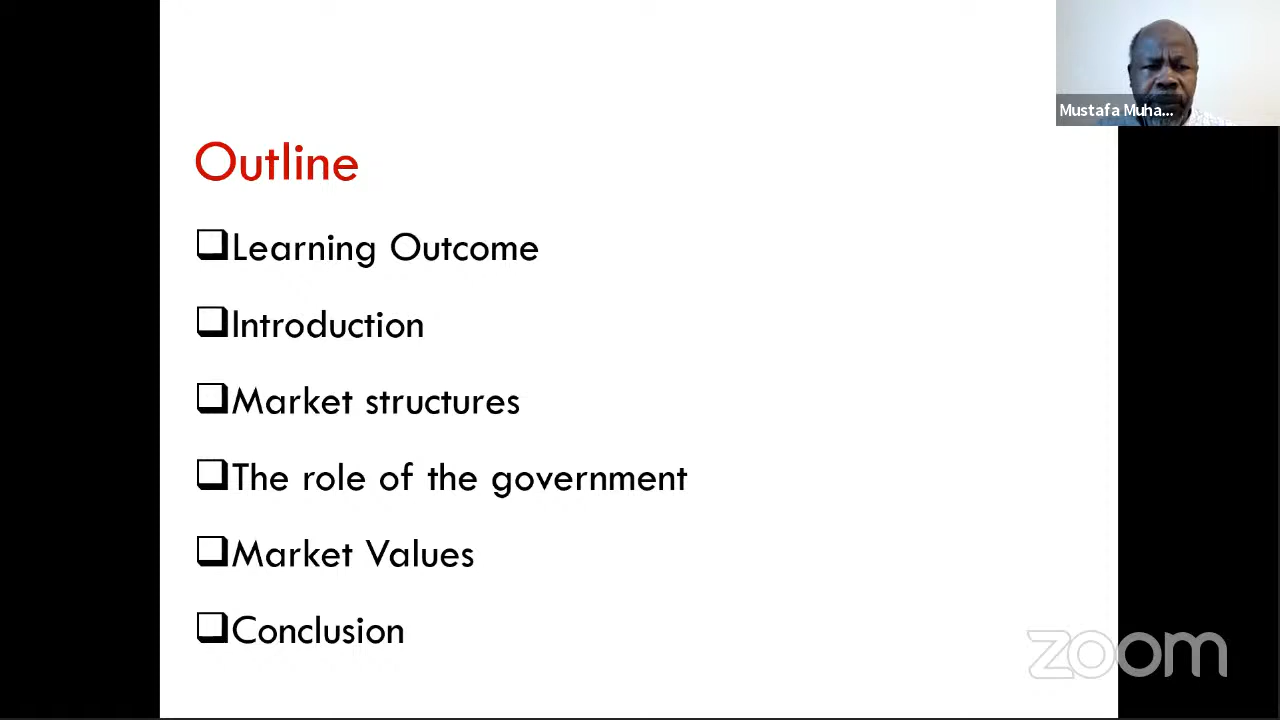 Mustafa Muha...
Outline
Learning Outcome
Introduction
Market structures
The role of the government
Market Values
Conclusion
zoom